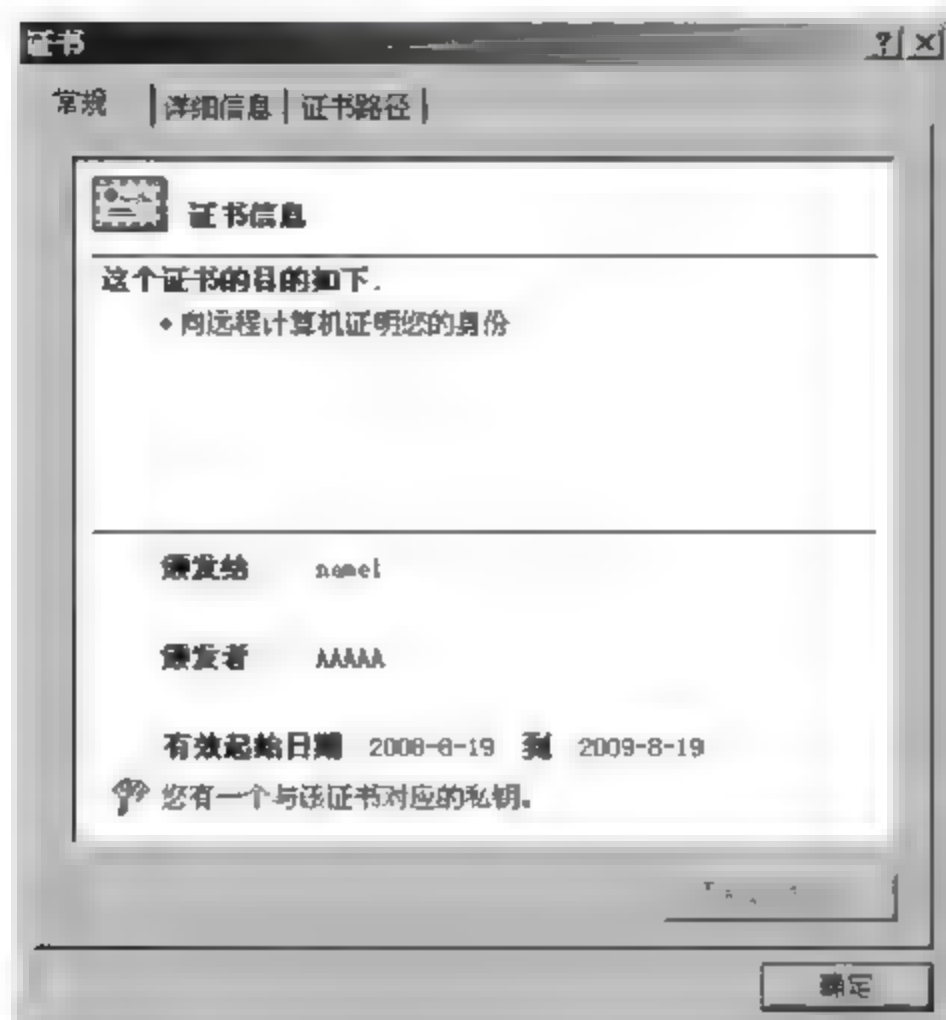 证书
常规 详细信息 证书路径
证书信息
这个证书的目的如下:
• 向远程计算机证明您的身份
颁发给 name1
颁发者 AAAAA
有效起始日期 2008-8-19 到 2009-8-19
您有一个与该证书对应的私钥。
确定